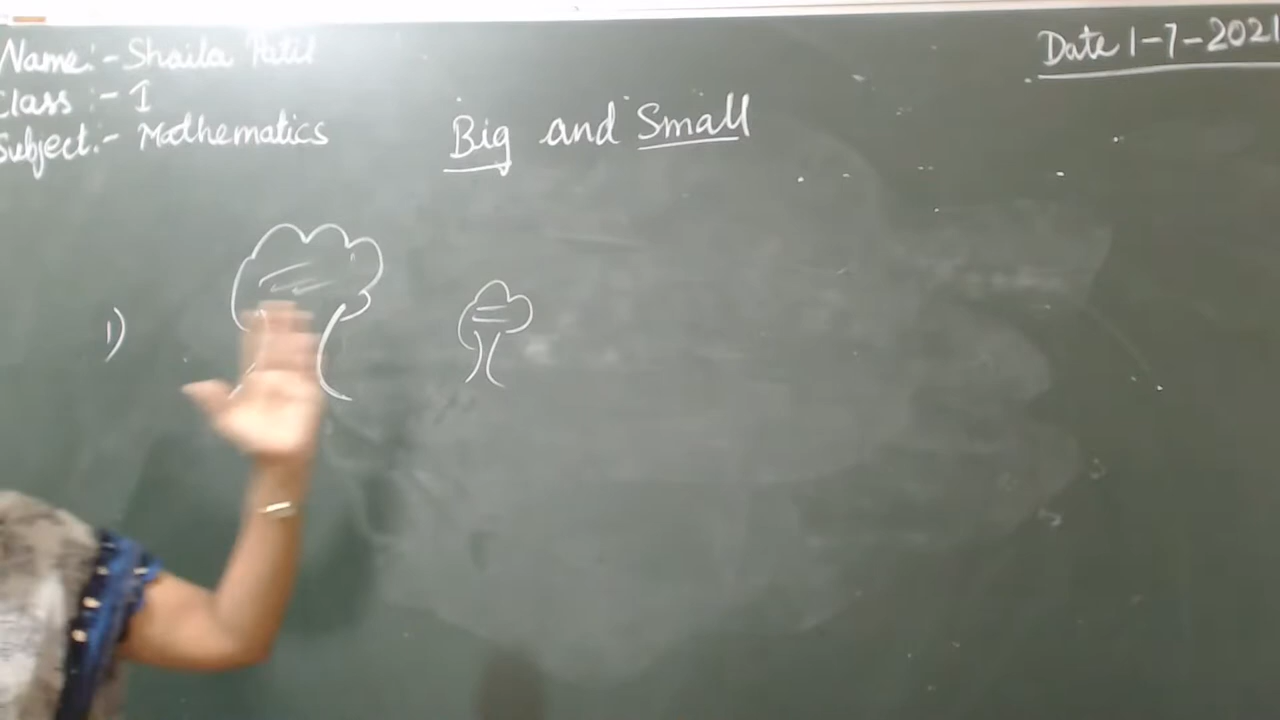 Name:- Shaila Patil
Date 1-7-2021
Class :- I
Subject:- Mathematics
Big and Small
1)